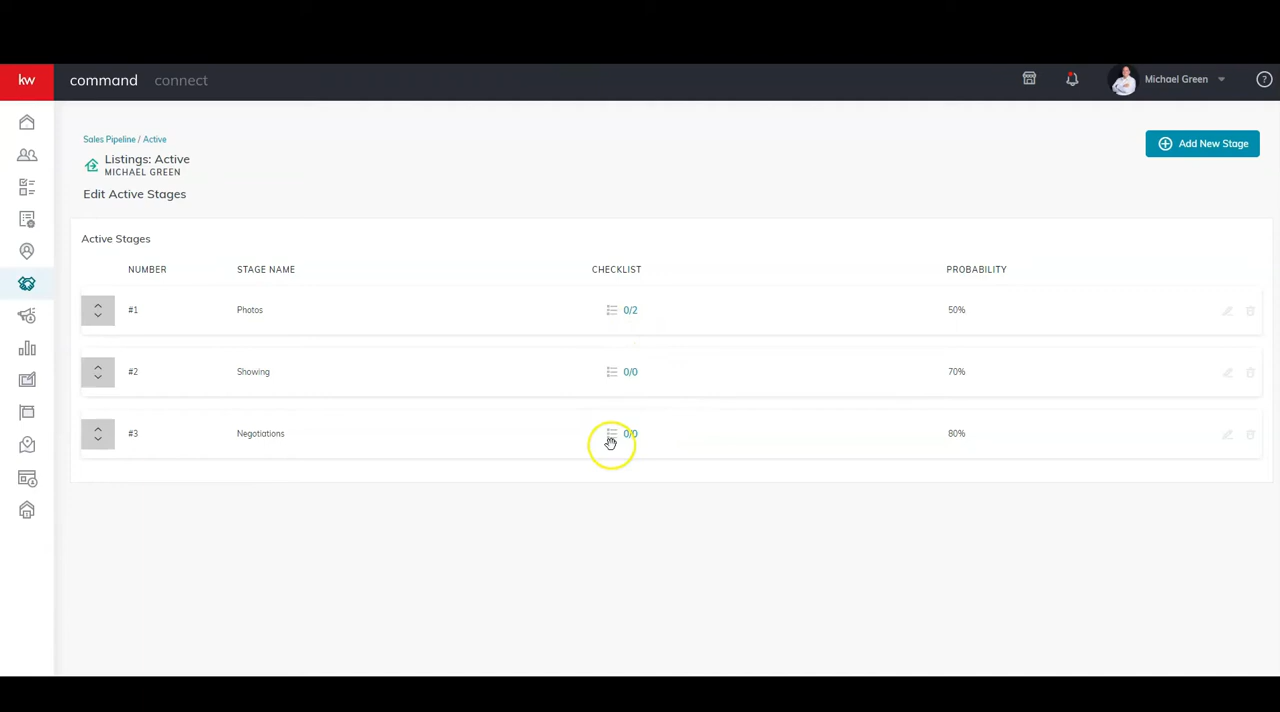 kw command connect Michael Green ?
Sales Pipeline / Active
Add New Stage
Listings: Active
MICHAEL GREEN
Edit Active Stages
Active Stages
NUMBER STAGE NAME CHECKLIST PROBABILITY
#1 Photos 0/2 50%
#2 Showing 0/0 70%
#3 Negotiations 0/0 80%